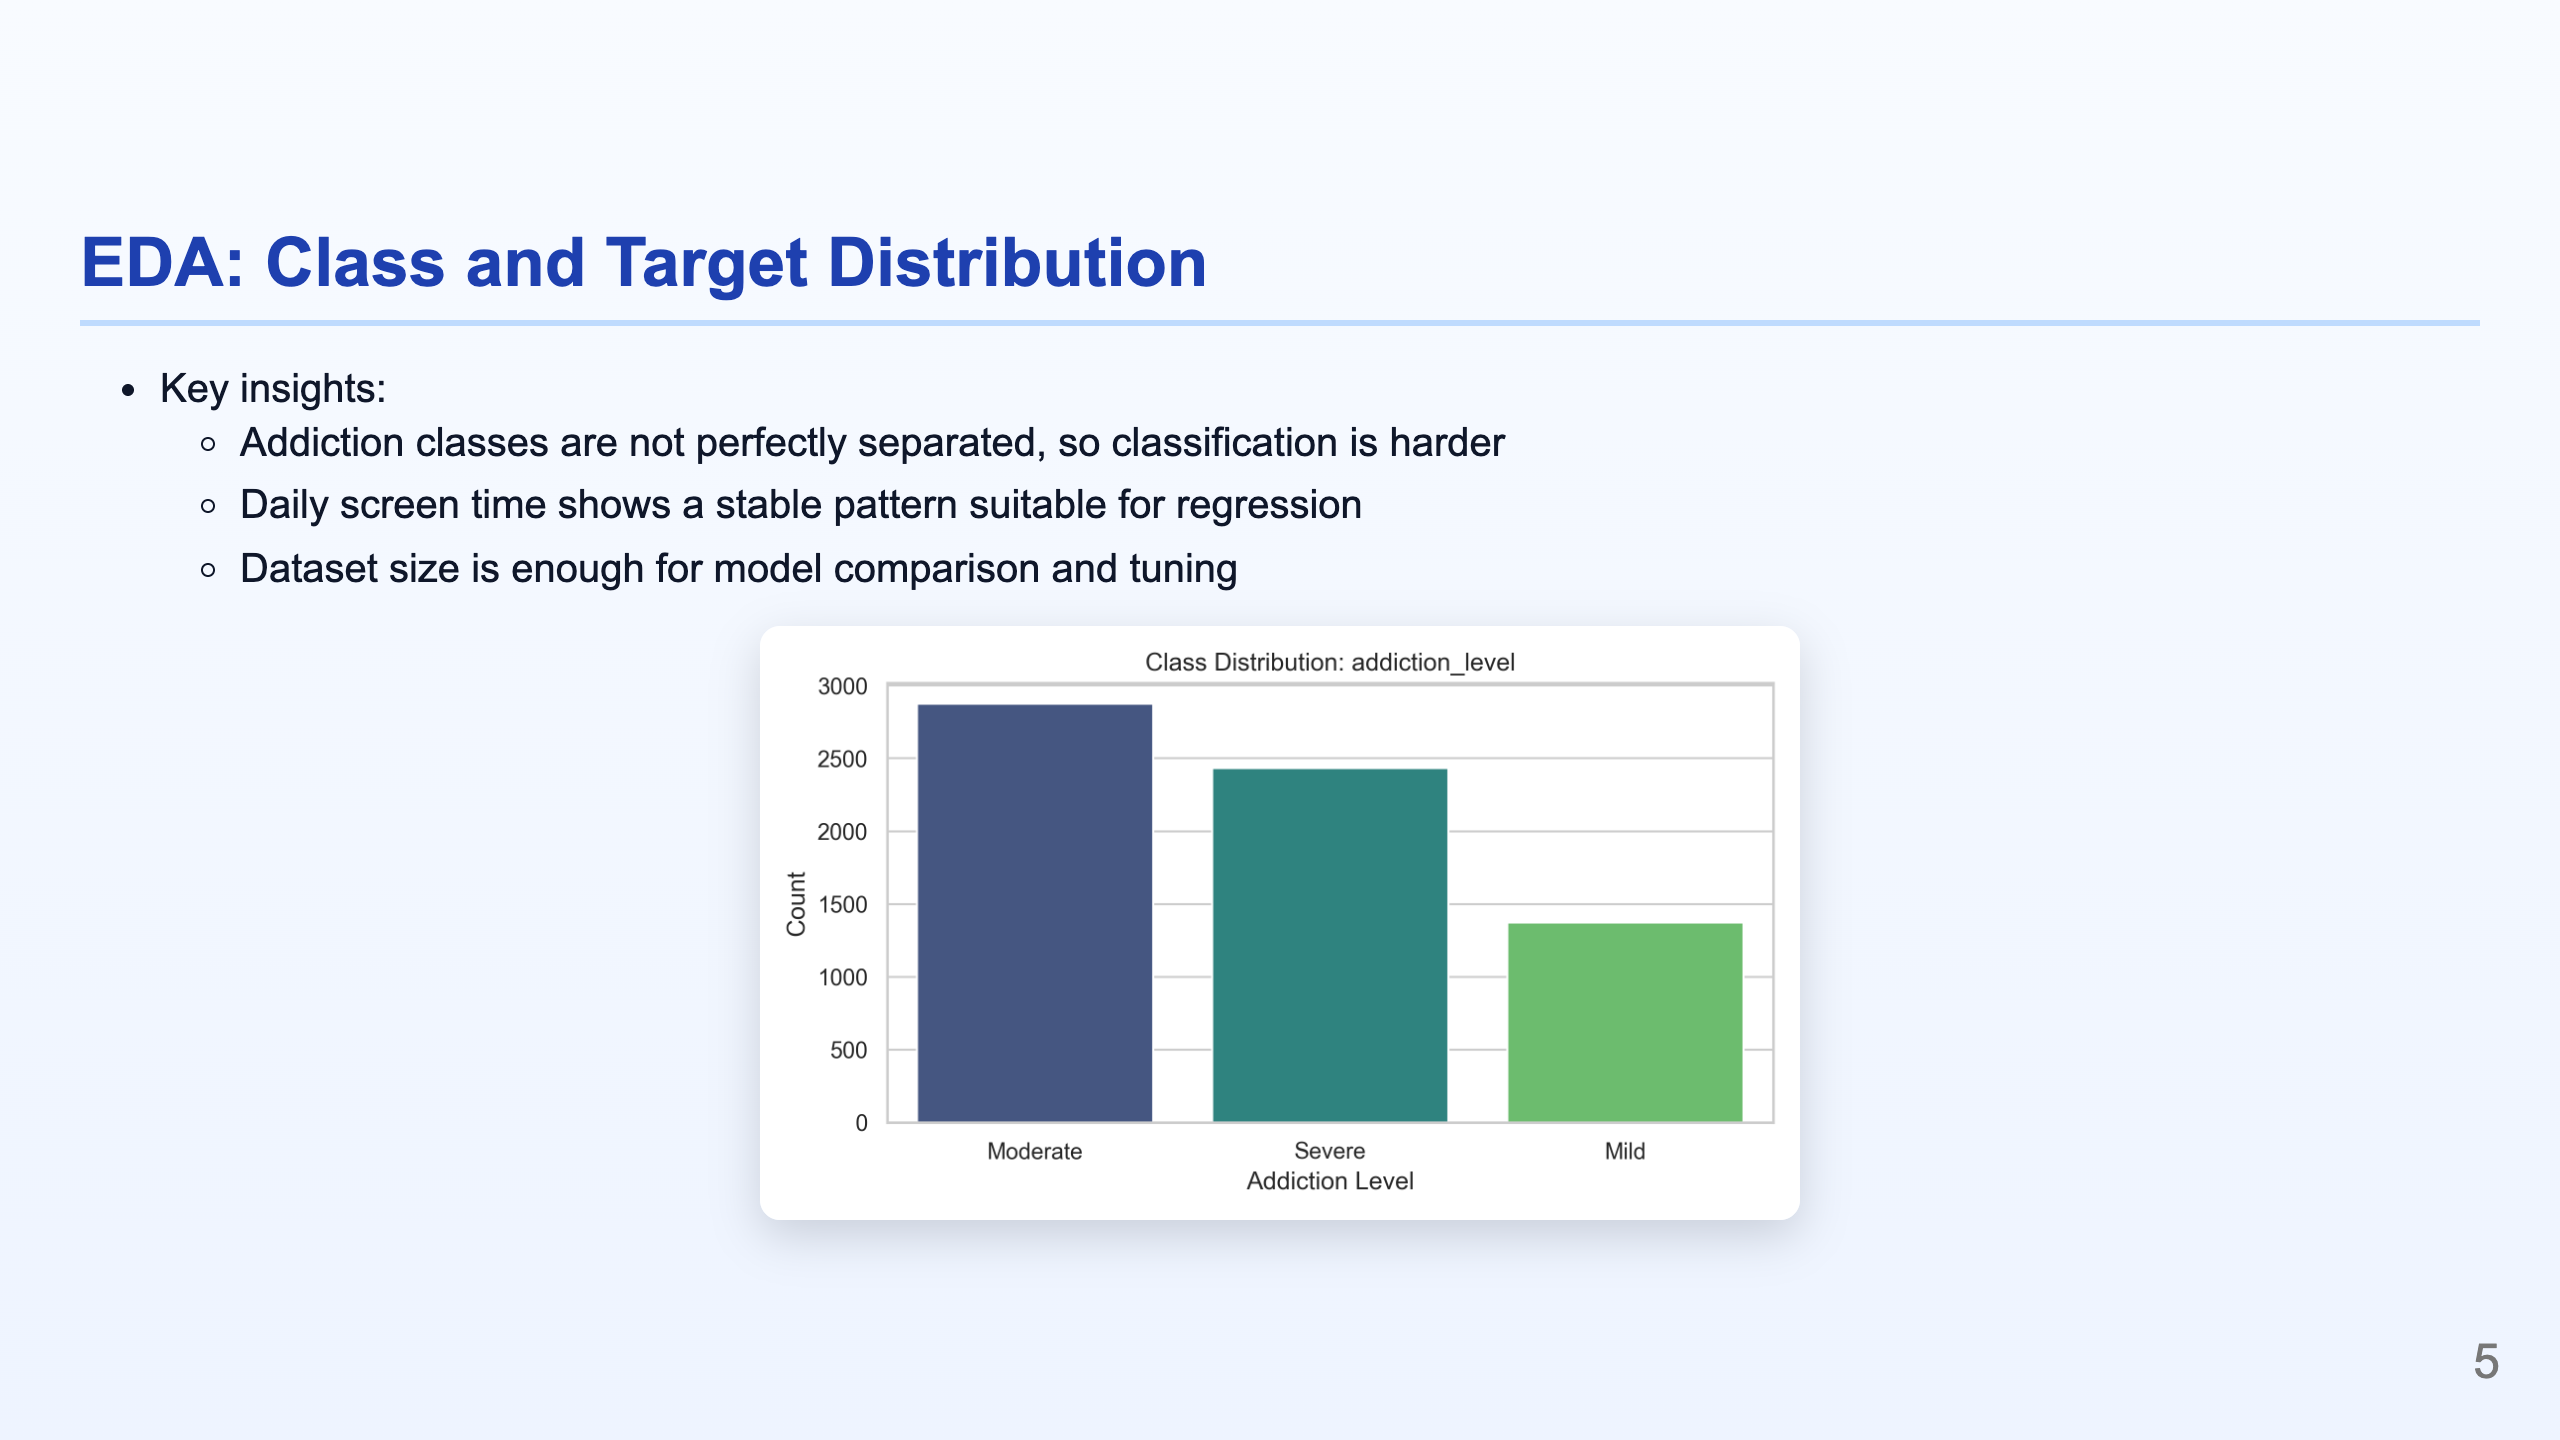 EDA: Class and Target Distribution
Key insights:
Addiction classes are not perfectly separated, so classification is harder
Daily screen time shows a stable pattern suitable for regression
Dataset size is enough for model comparison and tuning
Class Distribution: addiction_level
3000
2500
2000
1500
1000
500
0
Count
Moderate Severe Mild
Addiction Level
5